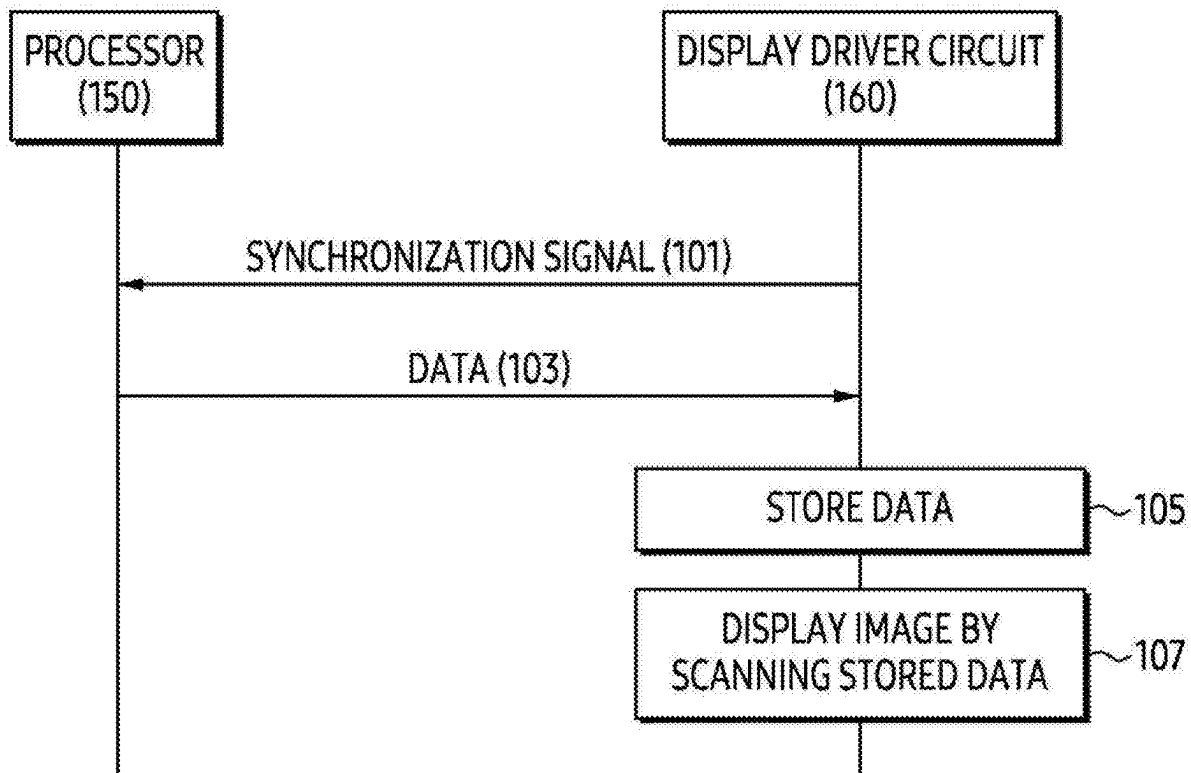 PROCESSOR
(150)
DISPLAY DRIVER CIRCUIT
(160)
SYNCHRONIZATION SIGNAL (101)
DATA (103)
STORE DATA
105
DISPLAY IMAGE BY
SCANNING STORED DATA
107